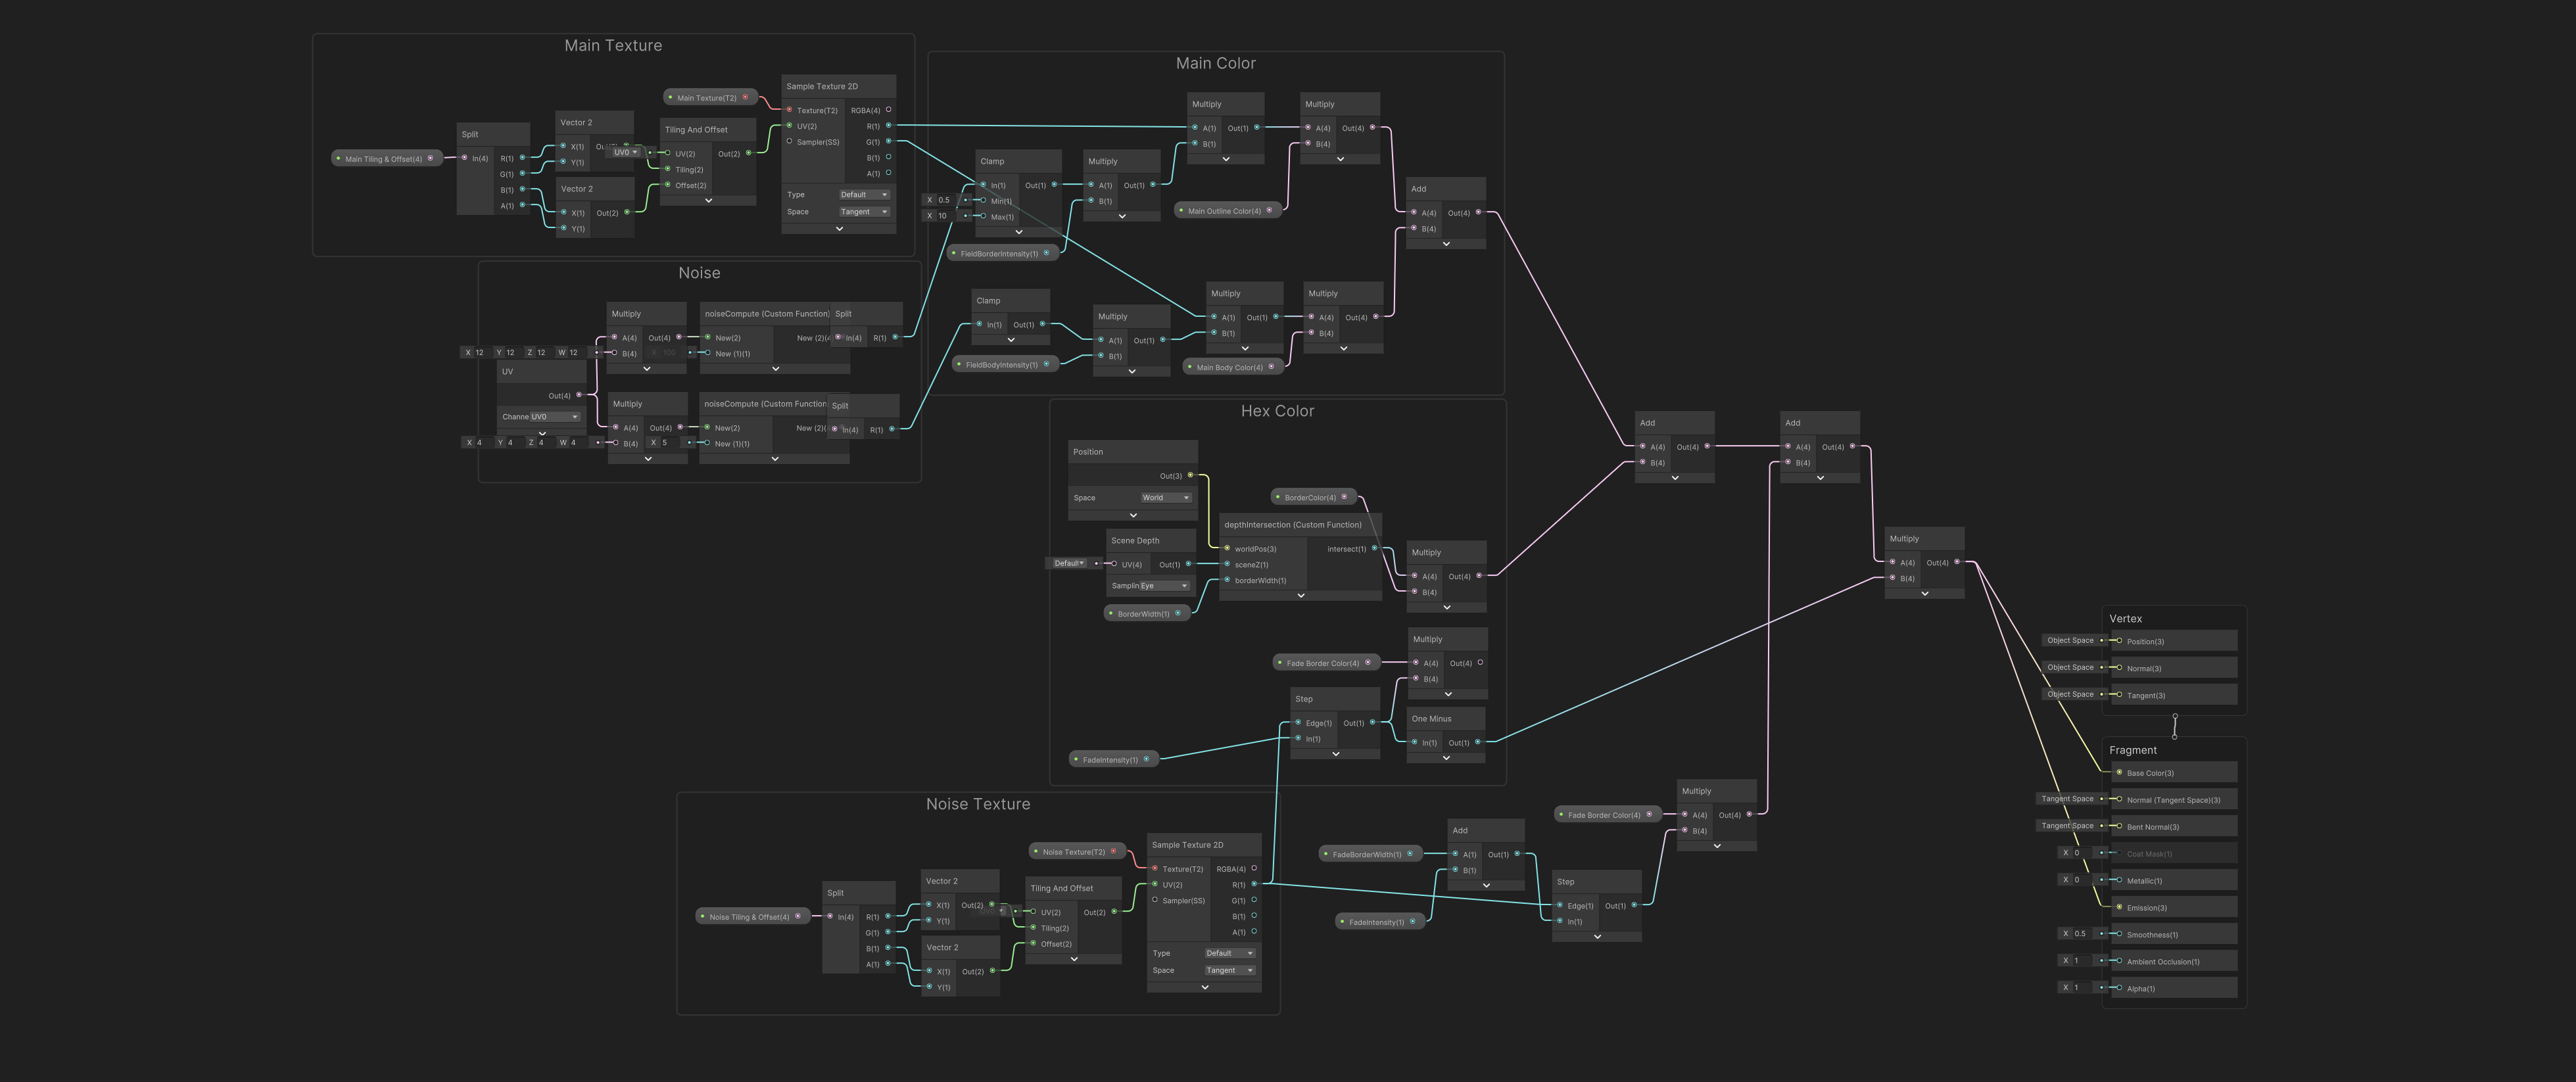 Main Texture
Main Tiling & Offset(4)
Split
In(4)
R(1)
G(1)
B(1)
A(1)
Vector 2
X(1)
Y(1)
Vector 2
X(1) Out(2)
Y(1)
UV0
Main Texture(T2)
Tiling And Offset
UV(2) Out(2)
Tiling(2)
Offset(2)
Sample Texture 2D
Texture(T2) RGBA(4)
UV(2) R(1)
Sampler(SS) G(1)
B(1)
A(1)
Type Default
Space Tangent
Noise
X 12 Y 12 Z 12 W 12
UV
Out(4)
Channe UV0
X 4 Y 4 Z 4 W 4
Multiply
A(4) Out(4)
B(4) X 100
noiseCompute (Custom Function)
New(2) New (2)(4
New (1)(1)
Split
In(4) R(1)
Multiply
A(4) Out(4)
B(4) X 5
noiseCompute (Custom Function
New(2) New (2)(
New (1)(1)
Split
In(4) R(1)
Main Color
X 0.5
X 10
Clamp
In(1) Out(1)
Min(1)
Max(1)
FieldBorderIntensity(1)
Multiply
A(1) Out(1)
B(1)
Multiply
A(1) Out(1)
B(1)
Main Outline Color(4)
Multiply
A(4) Out(4)
B(4)
Add
A(4) Out(4)
B(4)
Clamp
In(1) Out(1)
FieldBodyIntensity(1)
Multiply
A(1) Out(1)
B(1)
Multiply
A(1) Out(1)
B(1)
Main Body Color(4)
Multiply
A(4) Out(4)
B(4)
Hex Color
Position
Out(3)
Space World
Scene Depth
Default
UV(4) Out(1)
Samplin Eye
BorderWidth(1)
BorderColor(4)
depthIntersection (Custom Function)
worldPos(3) intersect(1)
sceneZ(1)
borderWidth(1)
Multiply
A(4) Out(4)
B(4)
Fade Border Color(4)
Multiply
A(4) Out(4)
B(4)
FadeIntensity(1)
Step
Edge(1) Out(1)
In(1)
One Minus
In(1) Out(1)
Noise Texture
Noise Tiling & Offset(4)
Split
In(4) R(1)
G(1)
B(1)
A(1)
Vector 2
X(1) Out(2)
Y(1)
Vector 2
X(1) Out(2)
Y(1)
Noise Texture(T2)
Tiling And Offset
UV(2) Out(2)
Tiling(2)
Offset(2)
Sample Texture 2D
Texture(T2) RGBA(4)
UV(2) R(1)
Sampler(SS) G(1)
B(1)
A(1)
Type Default
Space Tangent
FadeBorderWidth(1)
FadeIntensity(1)
Add
A(1) Out(1)
B(1)
Step
Edge(1) Out(1)
In(1)
Fade Border Color(4)
Multiply
A(4) Out(4)
B(4)
Add
A(4) Out(4)
B(4)
Add
A(4) Out(4)
B(4)
Multiply
A(4) Out(4)
B(4)
Vertex
Object Space Position(3)
Object Space Normal(3)
Object Space Tangent(3)
Fragment
Base Color(3)
Tangent Space Normal (Tangent Space)(3)
Tangent Space Bent Normal(3)
X 0 Coat Mask(1)
X 0 Metallic(1)
Emission(3)
X 0.5 Smoothness(1)
X 1 Ambient Occlusion(1)
X 1 Alpha(1)